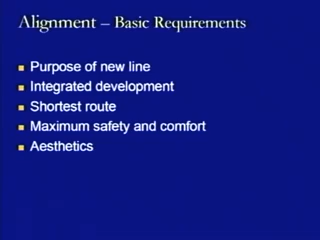 Alignment – Basic Requirements
Purpose of new line
Integrated development
Shortest route
Maximum safety and comfort
Aesthetics